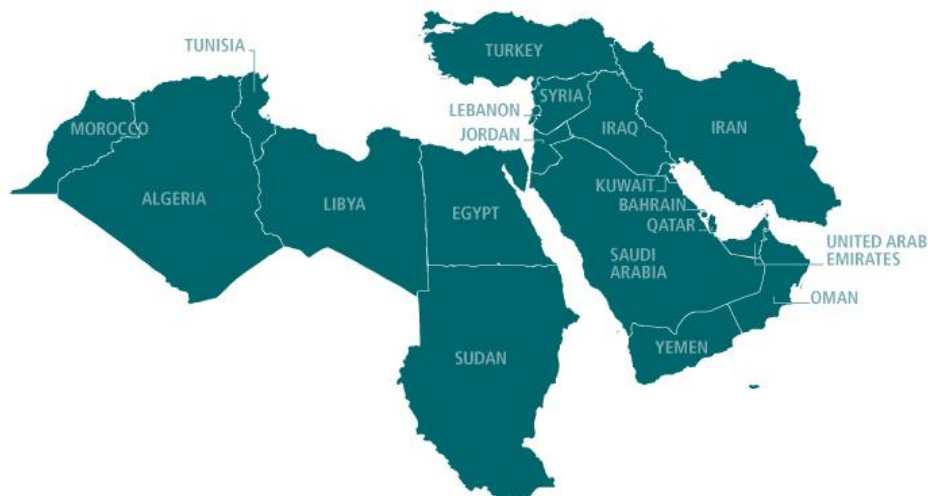 TURKEY
TUNISIA
SYRIA
LEBANON
MOROCCO
JORDAN
IRAQ
IRAN
ALGERIA
LIBYA
EGYPT
KUWAIT
BAHRAIN
QATAR
SAUDI
ARABIA
UNITED ARAB
EMIRATES
OMAN
SUDAN
YEMEN